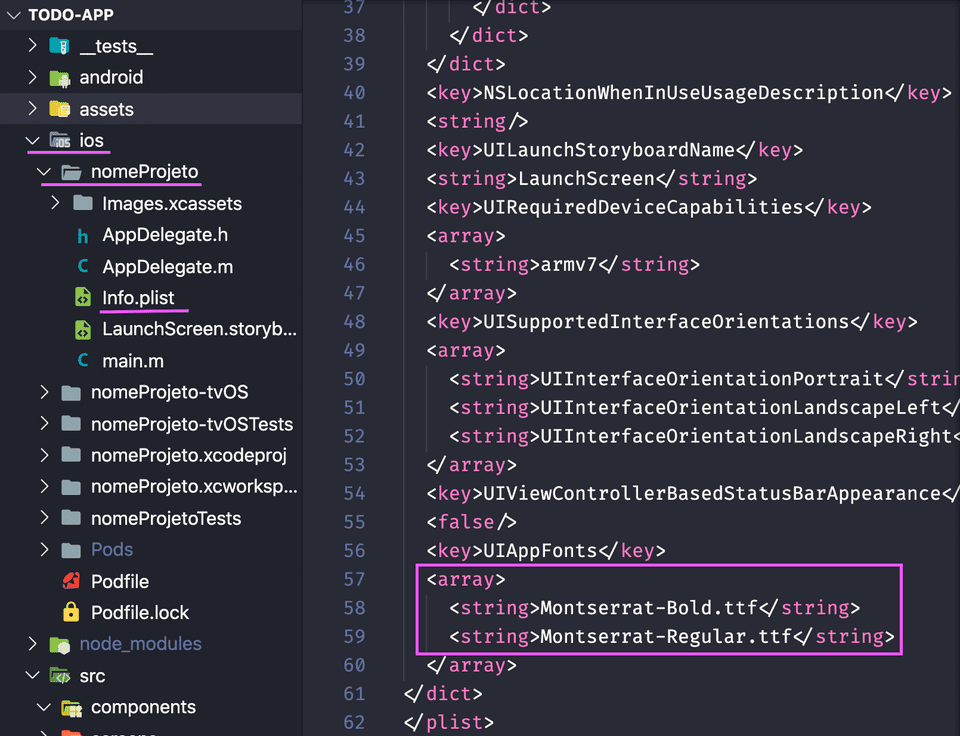 TODO-APP
__tests__
android
assets
ios
nomeProjeto
Images.xcassets
h AppDelegate.h
C AppDelegate.m
Info.plist
LaunchScreen.storyb...
C main.m
nomeProjeto-tvOS
nomeProjeto-tvOSTests
nomeProjeto.xcodeproj
nomeProjeto.xcworksp...
nomeProjetoTests
Pods
Podfile
Podfile.lock
node_modules
src
components
37 </dict>
38 </dict>
39 </dict>
40 <key>NSLocationWhenInUseUsageDescription</key>
41 <string/>
42 <key>UILaunchStoryboardName</key>
43 <string>LaunchScreen</string>
44 <key>UIRequiredDeviceCapabilities</key>
45 <array>
46 <string>armv7</string>
47 </array>
48 <key>UISupportedInterfaceOrientations</key>
49 <array>
50 <string>UIInterfaceOrientationPortrait</strin
51 <string>UIInterfaceOrientationLandscapeLeft</
52 <string>UIInterfaceOrientationLandscapeRight<
53 </array>
54 <key>UIViewControllerBasedStatusBarAppearance</
55 <false/>
56 <key>UIAppFonts</key>
57 <array>
58 <string>Montserrat-Bold.ttf</string>
59 <string>Montserrat-Regular.ttf</string>
60 </array>
61 </dict>
62 </plist>